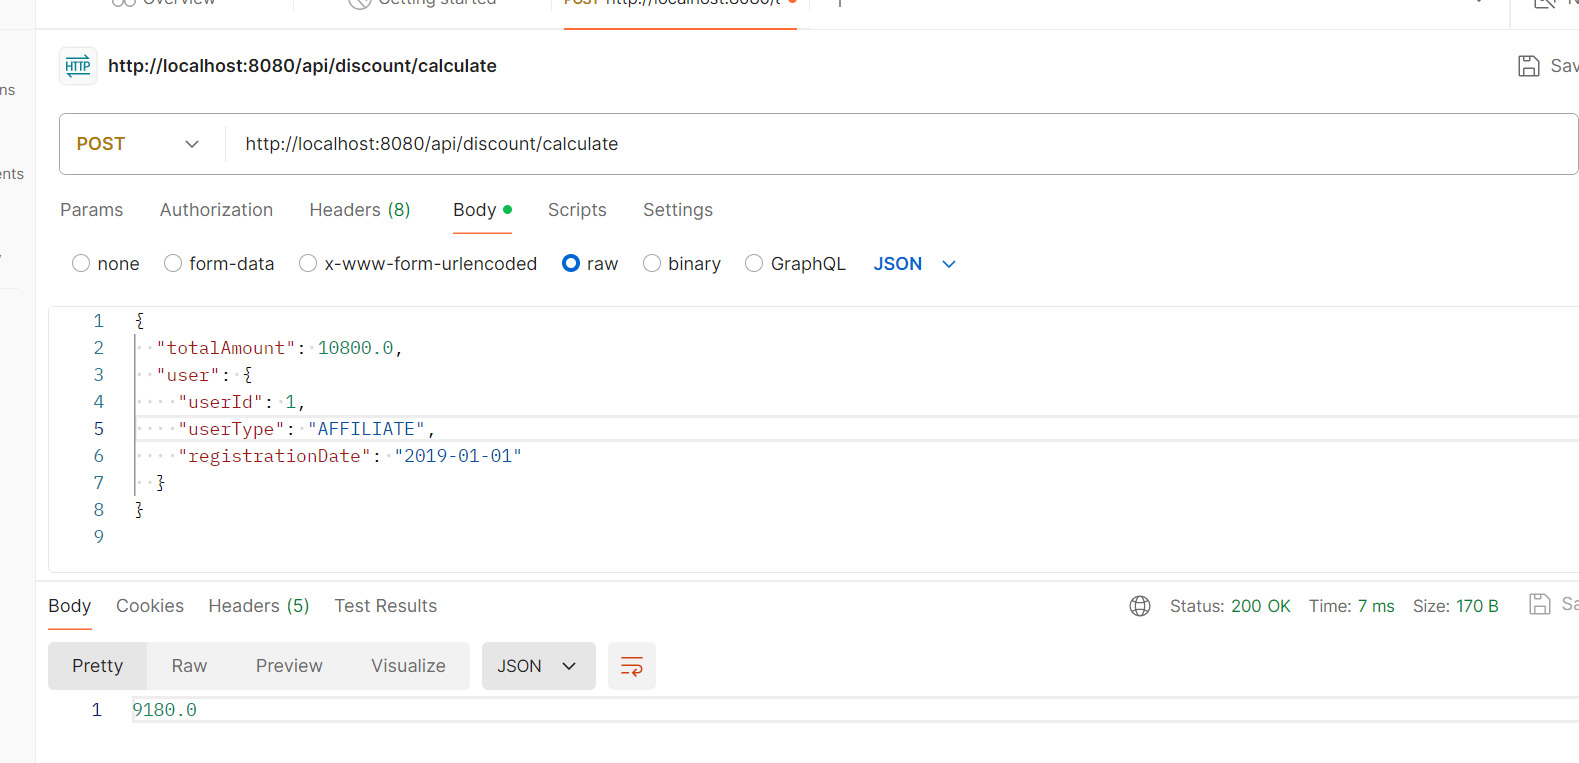 Overview Getting started POST http://localhost:8080/a
http://localhost:8080/api/discount/calculate
Sav
ns
POST http://localhost:8080/api/discount/calculate
ents
Params Authorization Headers (8) Body Scripts Settings
none form-data x-www-form-urlencoded raw binary GraphQL JSON
1 {
2 "totalAmount": 10800.0,
3 "user": {
4 "userId": 1,
5 "userType": "AFFILIATE",
6 "registrationDate": "2019-01-01"
7 }
8 }
9
Body Cookies Headers (5) Test Results Status: 200 OK Time: 7 ms Size: 170 B Sa
Pretty Raw Preview Visualize JSON
1 9180.0